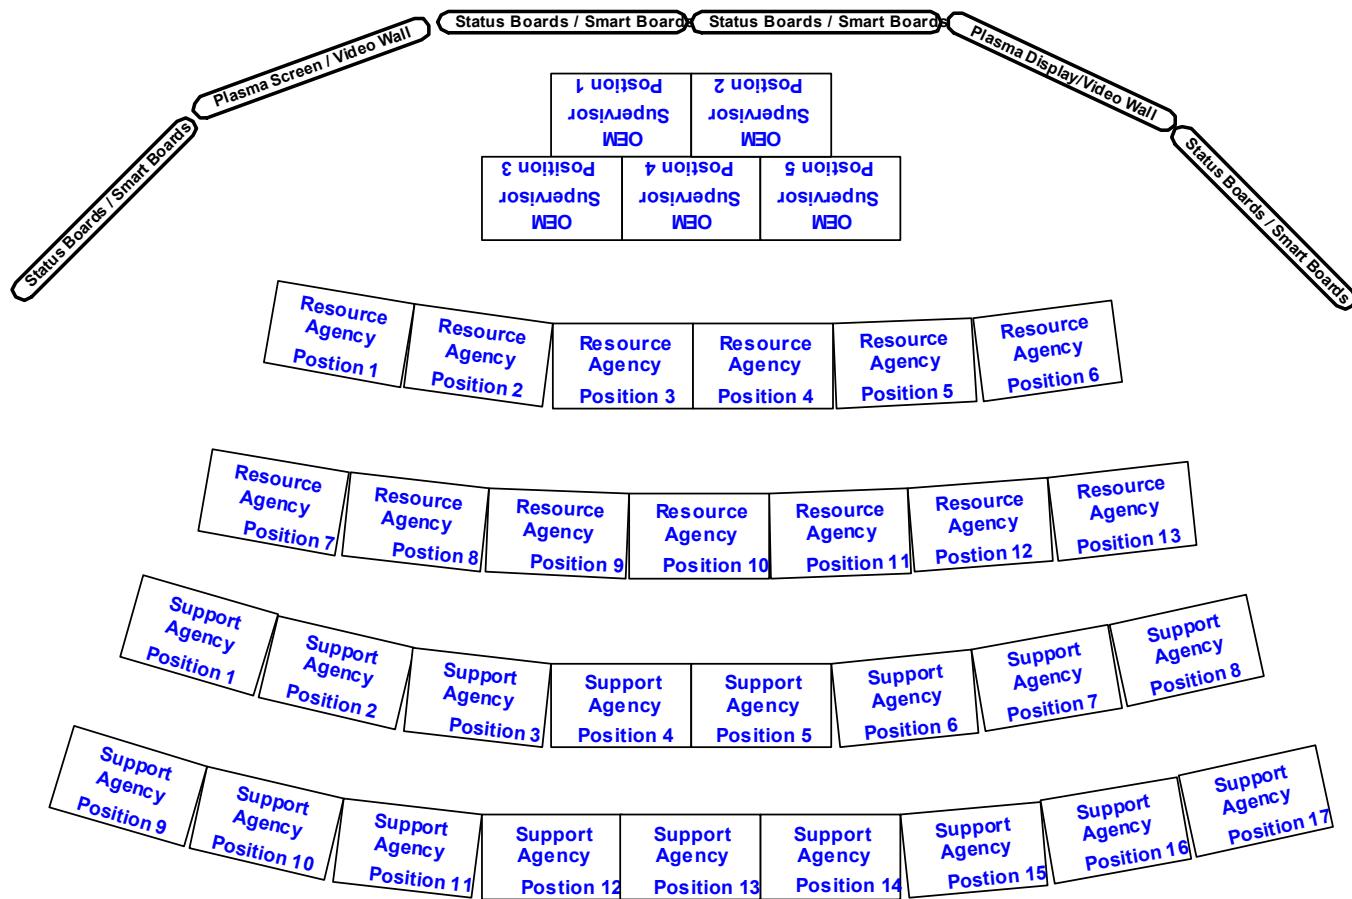 Status Boards / Smart Boards
Plasma Screen / Video Wall
Status Boards / Smart Boards
Status Boards / Smart Boards
Plasma Display/Video Wall
Status Boards / Smart Boards
OEM
Supervisor
Postion 1
OEM
Supervisor
Postion 2
OEM
Supervisor
Position 3
OEM
Supervisor
Position 4
OEM
Supervisor
Position 5
Resource
Agency
Postion 1
Resource
Agency
Position 2
Resource
Agency
Position 3
Resource
Agency
Position 4
Resource
Agency
Position 5
Resource
Agency
Position 6
Resource
Agency
Position 7
Resource
Agency
Postion 8
Resource
Agency
Position 9
Resource
Agency
Position 10
Resource
Agency
Position 11
Resource
Agency
Postion 12
Resource
Agency
Position 13
Support
Agency
Position 1
Support
Agency
Position 2
Support
Agency
Position 3
Support
Agency
Position 4
Support
Agency
Position 5
Support
Agency
Position 6
Support
Agency
Position 7
Support
Agency
Position 8
Support
Agency
Position 9
Support
Agency
Position 10
Support
Agency
Position 11
Support
Agency
Postion 12
Support
Agency
Position 13
Support
Agency
Position 14
Support
Agency
Postion 15
Support
Agency
Position 16
Support
Agency
Position 17